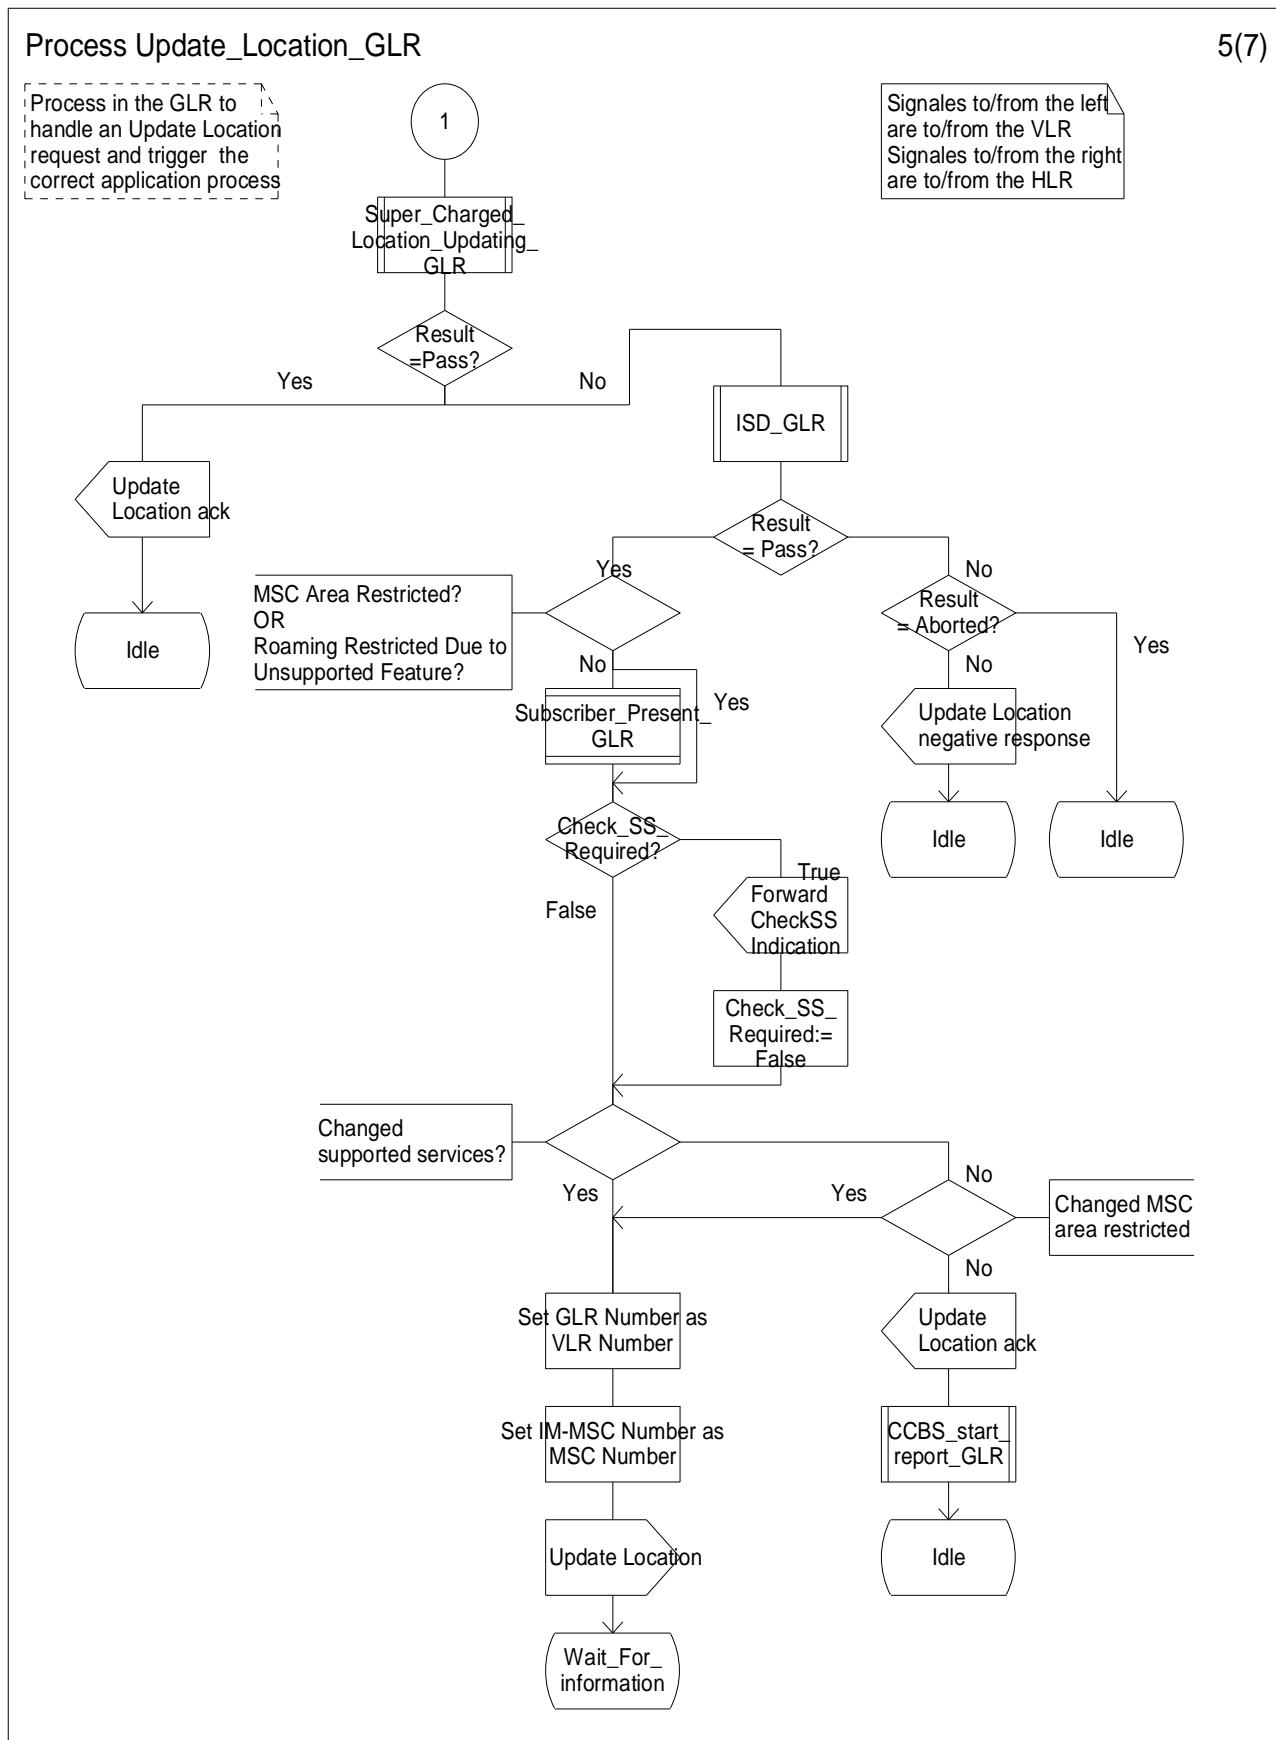 Process Update_Location_GLR
5(7)
Process in the GLR to
handle an Update Location
request and trigger  the
correct application process
1
Signales to/from the left
are to/from the VLR
Signales to/from the right
are to/from the HLR
Super_Charged_
Location_Updating_
GLR
Result
=Pass?
Yes
No
ISD_GLR
Update
Location ack
Idle
Result
= Pass?
Yes
No
MSC Area Restricted?
OR
Roaming Restricted Due to
Unsupported Feature?
Result
= Aborted?
Yes
No
No
Yes
Subscriber_Present_
GLR
Update Location
negative response
Idle
Idle
Check_SS_
Required?
True
False
Forward
CheckSS
Indication
Check_SS_
Required:=
False
Changed
supported services?
Yes
No
Yes
Changed MSC
area restricted
No
Set GLR Number as
VLR Number
Update
Location ack
Set IM-MSC Number as
MSC Number
CCBS_start_
report_GLR
Update Location
Idle
Wait_For_
information